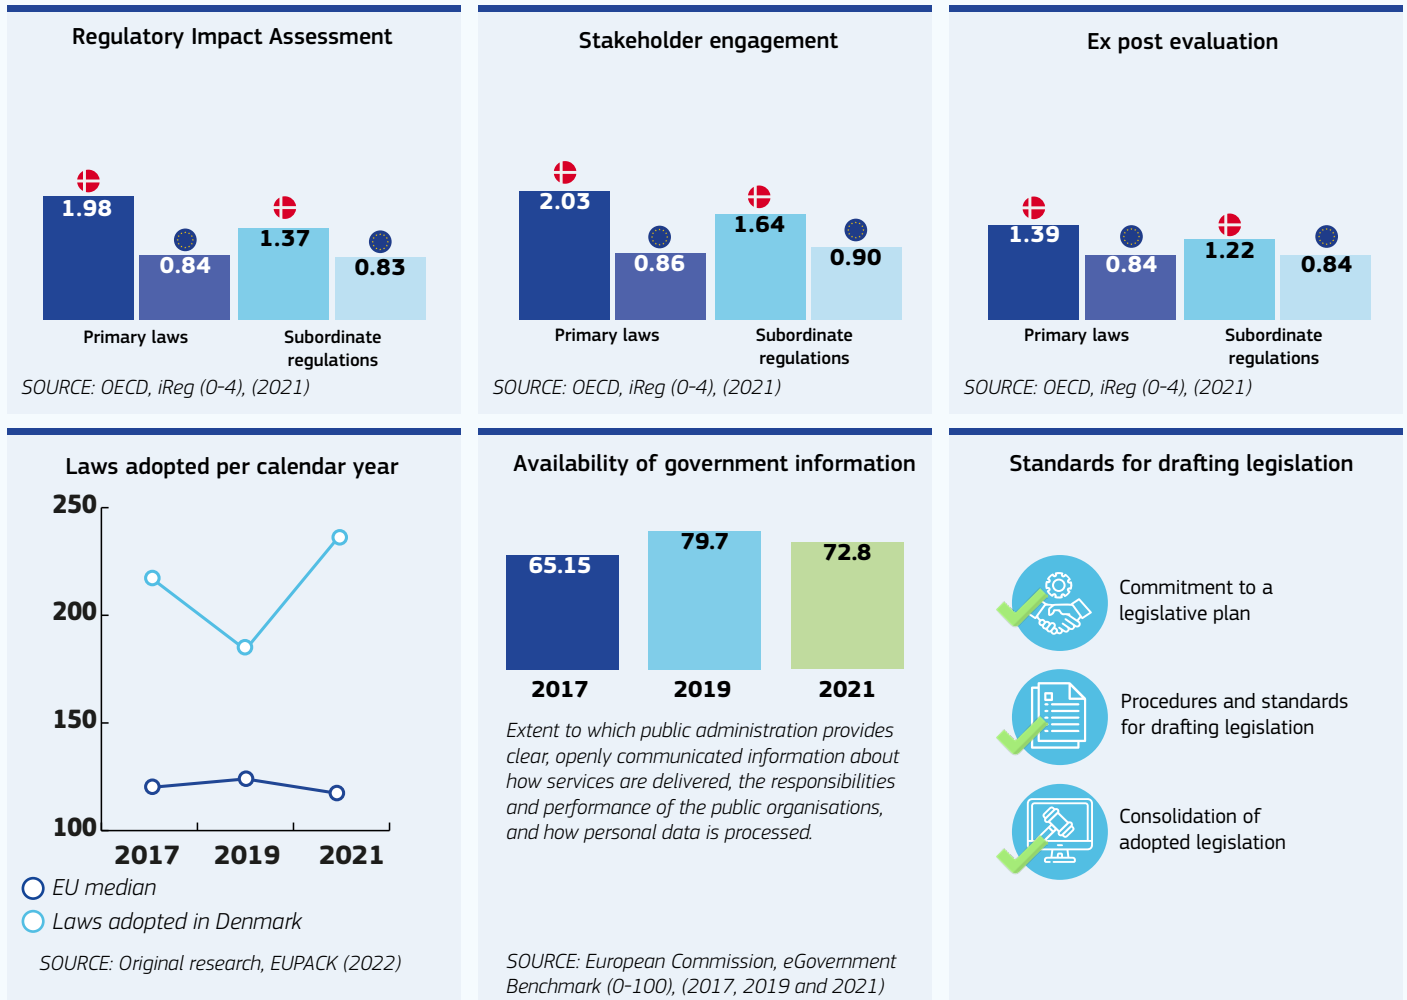 Regulatory Impact Assessment
1.98
0.84
1.37
0.83
Primary laws
Subordinate
regulations
SOURCE: OECD, iReg (0-4), (2021)
Stakeholder engagement
2.03
0.86
1.64
0.90
Primary laws
Subordinate
regulations
SOURCE: OECD, iReg (0-4), (2021)
Ex post evaluation
1.39
0.84
1.22
0.84
Primary laws
Subordinate
regulations
SOURCE: OECD, iReg (0-4), (2021)
Laws adopted per calendar year
250
200
150
100
2017 2019 2021
EU median
Laws adopted in Denmark
SOURCE: Original research, EUPACK (2022)
Availability of government information
65.15
79.7
72.8
2017 2019 2021
Extent to which public administration provides
clear, openly communicated information about
how services are delivered, the responsibilities
and performance of the public organisations,
and how personal data is processed.
SOURCE: European Commission, eGovernment
Benchmark (0-100), (2017, 2019 and 2021)
Standards for drafting legislation
Commitment to a
legislative plan
Procedures and standards
for drafting legislation
Consolidation of
adopted legislation